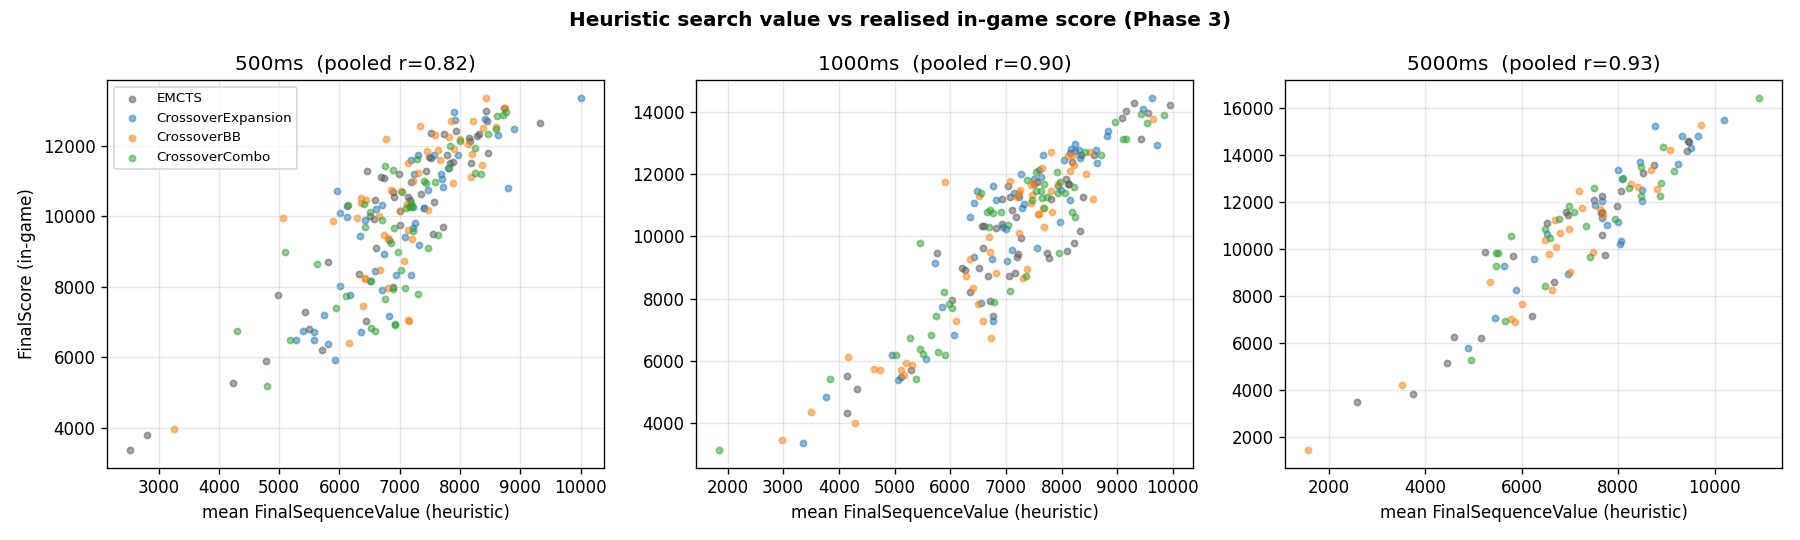 Heuristic search value vs realised in-game score (Phase 3)
500ms (pooled r=0.82)
EMCTS
CrossoverExpansion
CrossoverBB
CrossoverCombo
FinalScore (in-game)
12000
10000
8000
6000
4000
3000 4000 5000 6000 7000 8000 9000 10000
mean FinalSequenceValue (heuristic)
1000ms (pooled r=0.90)
14000
12000
10000
8000
6000
4000
2000 3000 4000 5000 6000 7000 8000 9000 10000
mean FinalSequenceValue (heuristic)
5000ms (pooled r=0.93)
16000
14000
12000
10000
8000
6000
4000
2000
2000 4000 6000 8000 10000
mean FinalSequenceValue (heuristic)